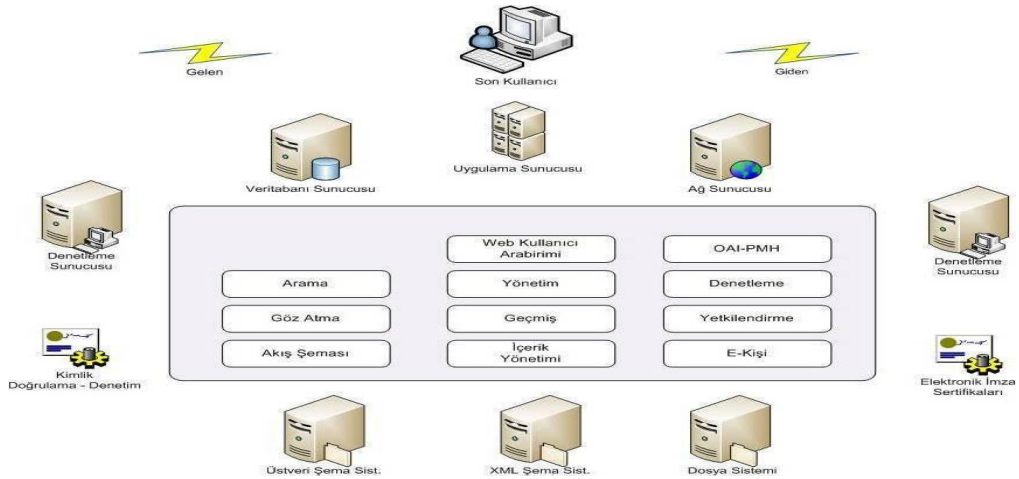 Gelen
Son Kullanıcı
Giden
Veritabanı Sunucusu
Uygulama Sunucusu
Ağ Sunucusu
Denetleme
Sunucusu
Denetleme
Sunucusu
Web Kullanıcı
Arabirimi
OAI-PMH
Arama
Yönetim
Denetleme
Göz Atma
Geçmiş
Yetkilendirme
Akış Şeması
İçerik
Yönetimi
E-Kişi
Kimlik
Doğrulama - Denetim
Elektronik İmza
Sertifikaları
Üstveri Şema Sist.
XML Şema Sist.
Dosya Sistemi